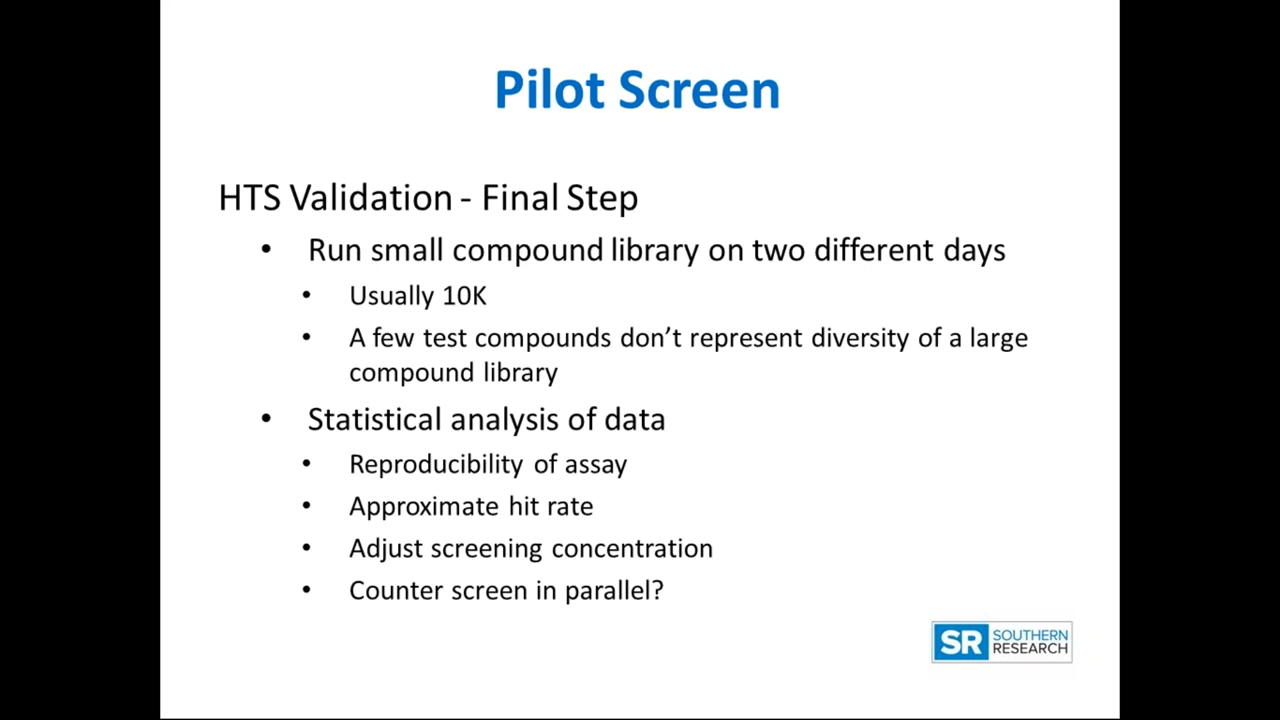 Pilot Screen
HTS Validation - Final Step
• Run small compound library on two different days
• Usually 10K
• A few test compounds don’t represent diversity of a large
compound library
• Statistical analysis of data
• Reproducibility of assay
• Approximate hit rate
• Adjust screening concentration
• Counter screen in parallel?
SR SOUTHERN
RESEARCH